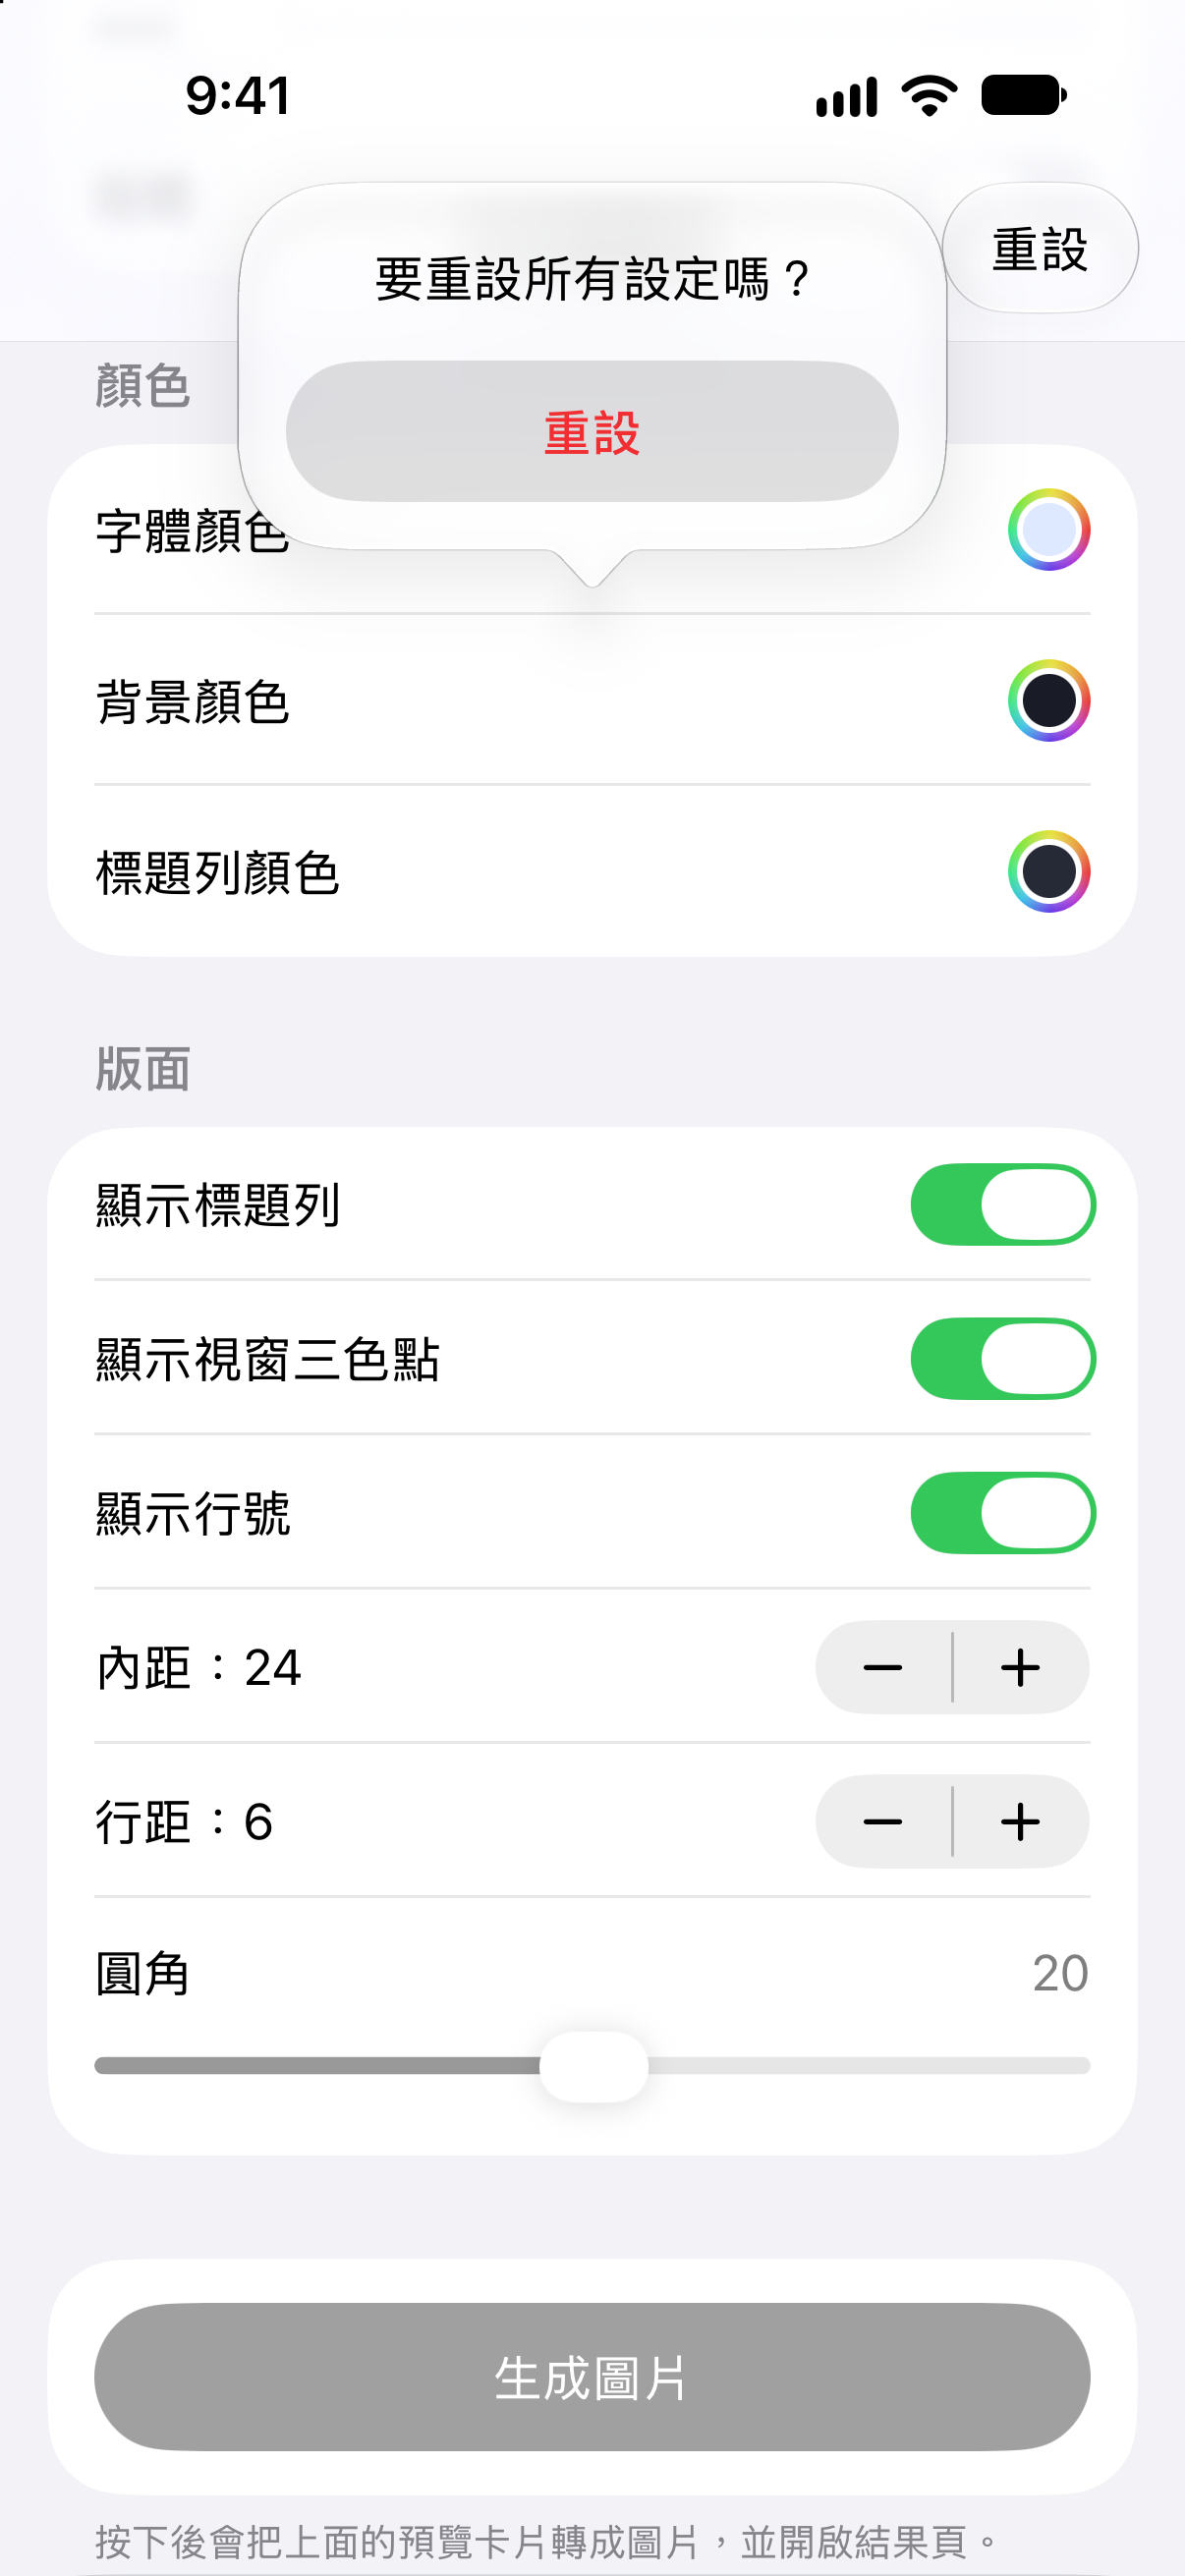 9:41
要重設所有設定嗎？
重設
重設
顏色
字體顏色
背景顏色
標題列顏色
版面
顯示標題列
顯示視窗三色點
顯示行號
內距：24
行距：6
圓角
20
生成圖片
按下後會把上面的預覽卡片轉成圖片，並開啟結果頁。